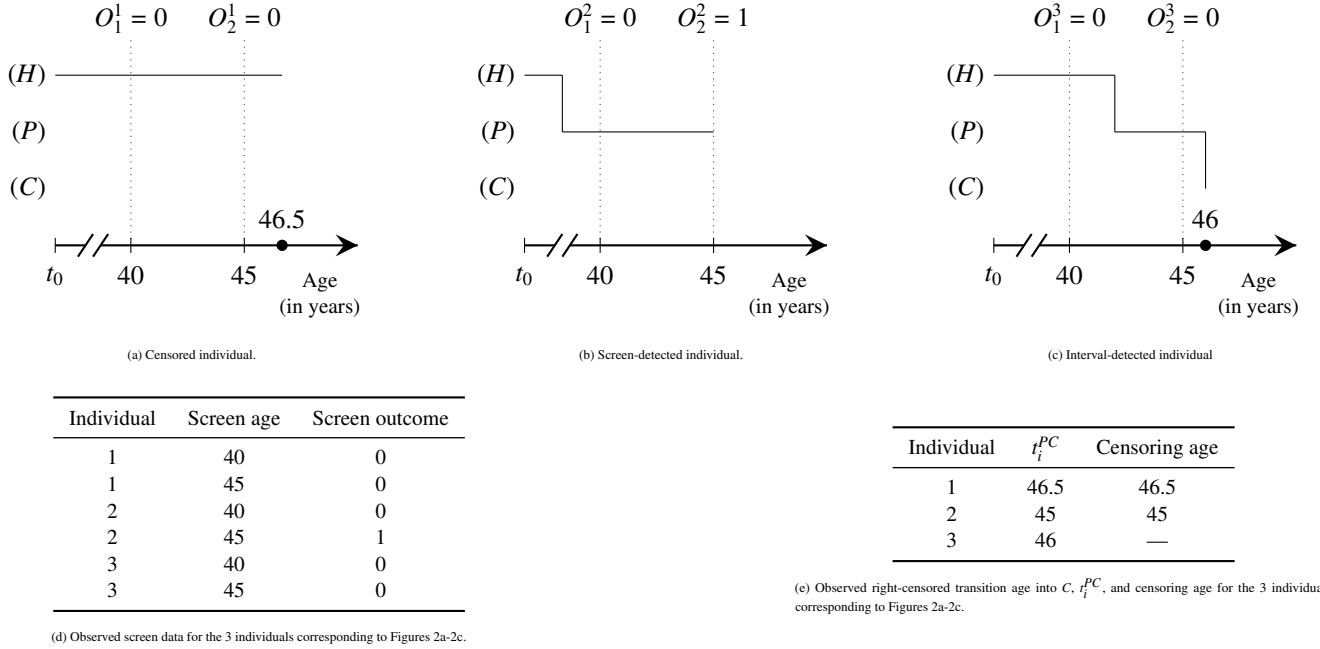 O_1^1 = 0 O_2^1 = 0
(H)
(P)
(C)
46.5
t_0 40 45 Age
(in years)
(a) Censored individual.
O_1^2 = 0 O_2^2 = 1
(H)
(P)
(C)
t_0 40 45 Age
(in years)
(b) Screen-detected individual.
O_1^3 = 0 O_2^3 = 0
(H)
(P)
(C)
46
t_0 40 45 Age
(in years)
(c) Interval-detected individual
Individual Screen age Screen outcome
1 40 0
1 45 0
2 40 0
2 45 1
3 40 0
3 45 0
(d) Observed screen data for the 3 individuals corresponding to Figures 2a-2c.
Individual t_i^{PC} Censoring age
1 46.5 46.5
2 45 45
3 46 —
(e) Observed right-censored transition age into C, t_i^{PC}, and censoring age for the 3 individua
corresponding to Figures 2a-2c.